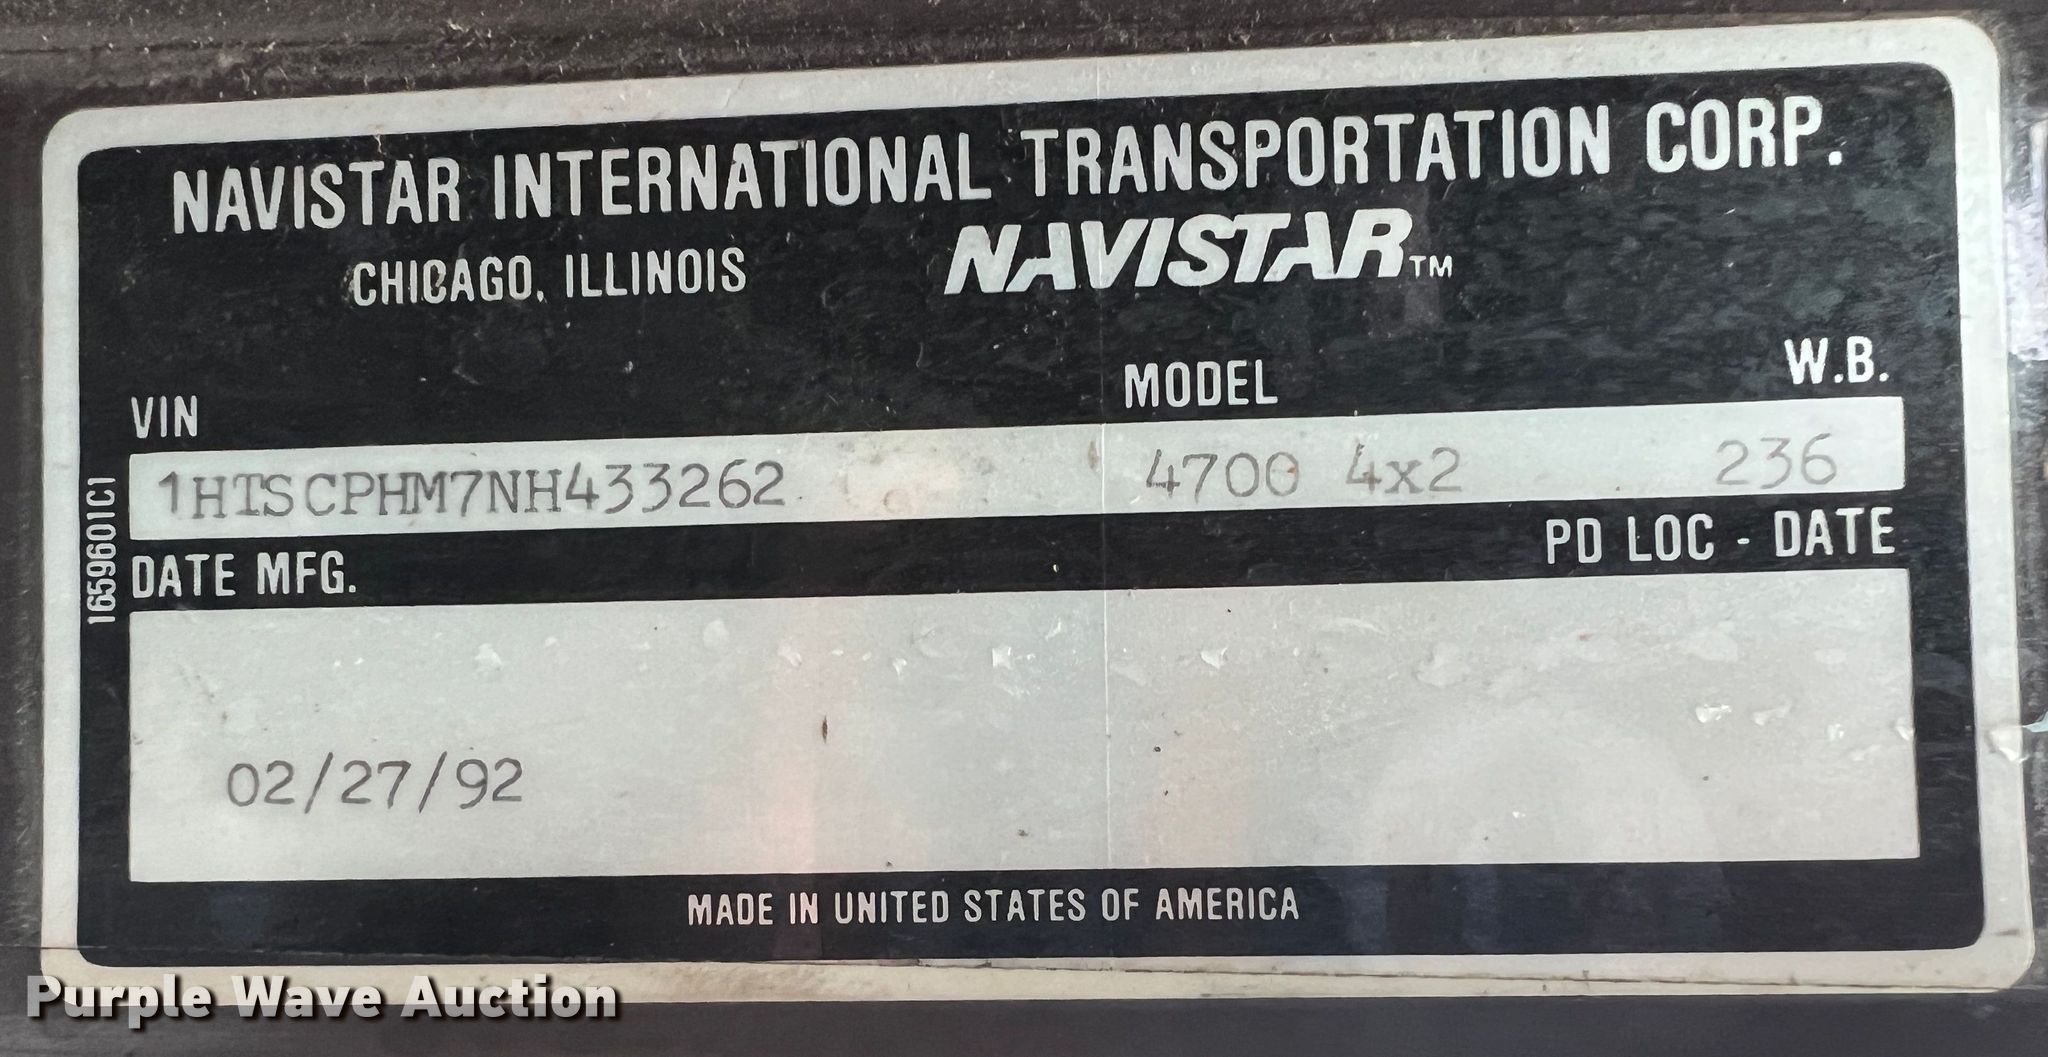 NAVISTAR INTERNATIONAL TRANSPORTATION CORP.
CHICAGO, ILLINOIS
NAVISTAR™
VIN
MODEL
W.B.
1HTSCPHM7NH433262
4700 4x2
236
DATE MFG.
PD LOC - DATE
1659601C1
02/27/92
MADE IN UNITED STATES OF AMERICA
Purple Wave Auction